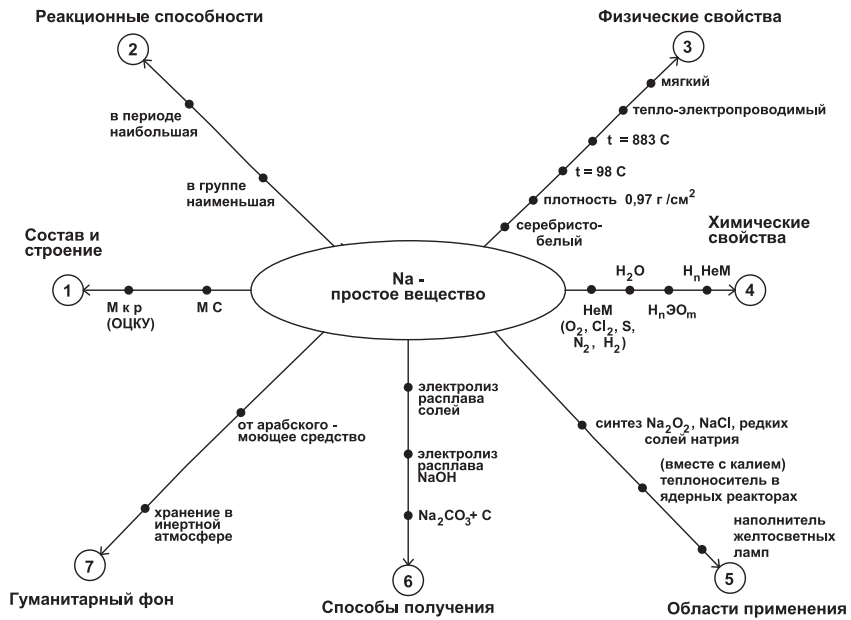 Реакционные способности
2
в периоде
наибольшая
в группе
наименьшая
Физические свойства
3
мягкий
тепло-электропроводимый
t = 883 C
t = 98 C
плотность 0,97 г /см²
серебристо-
белый
Состав и
строение
1
М к р
(ОЦКУ)
М С
Na -
простое вещество
Химические
свойства
4
H₂O
HₙНеМ
НеМ
(O₂, Cl₂, S,
N₂, H₂)
HₙЭOₘ
от арабского -
моющее средство
хранение в
инертной
атмосфере
7
Гуманитарный фон
электролиз
расплава
солей
электролиз
расплава
NaOH
Na₂CO₃+ C
6
Способы получения
синтез Na₂O₂, NaCl, редких
солей натрия
(вместе с калием)
теплоноситель в
ядерных реакторах
наполнитель
желтосветных
ламп
5
Области применения